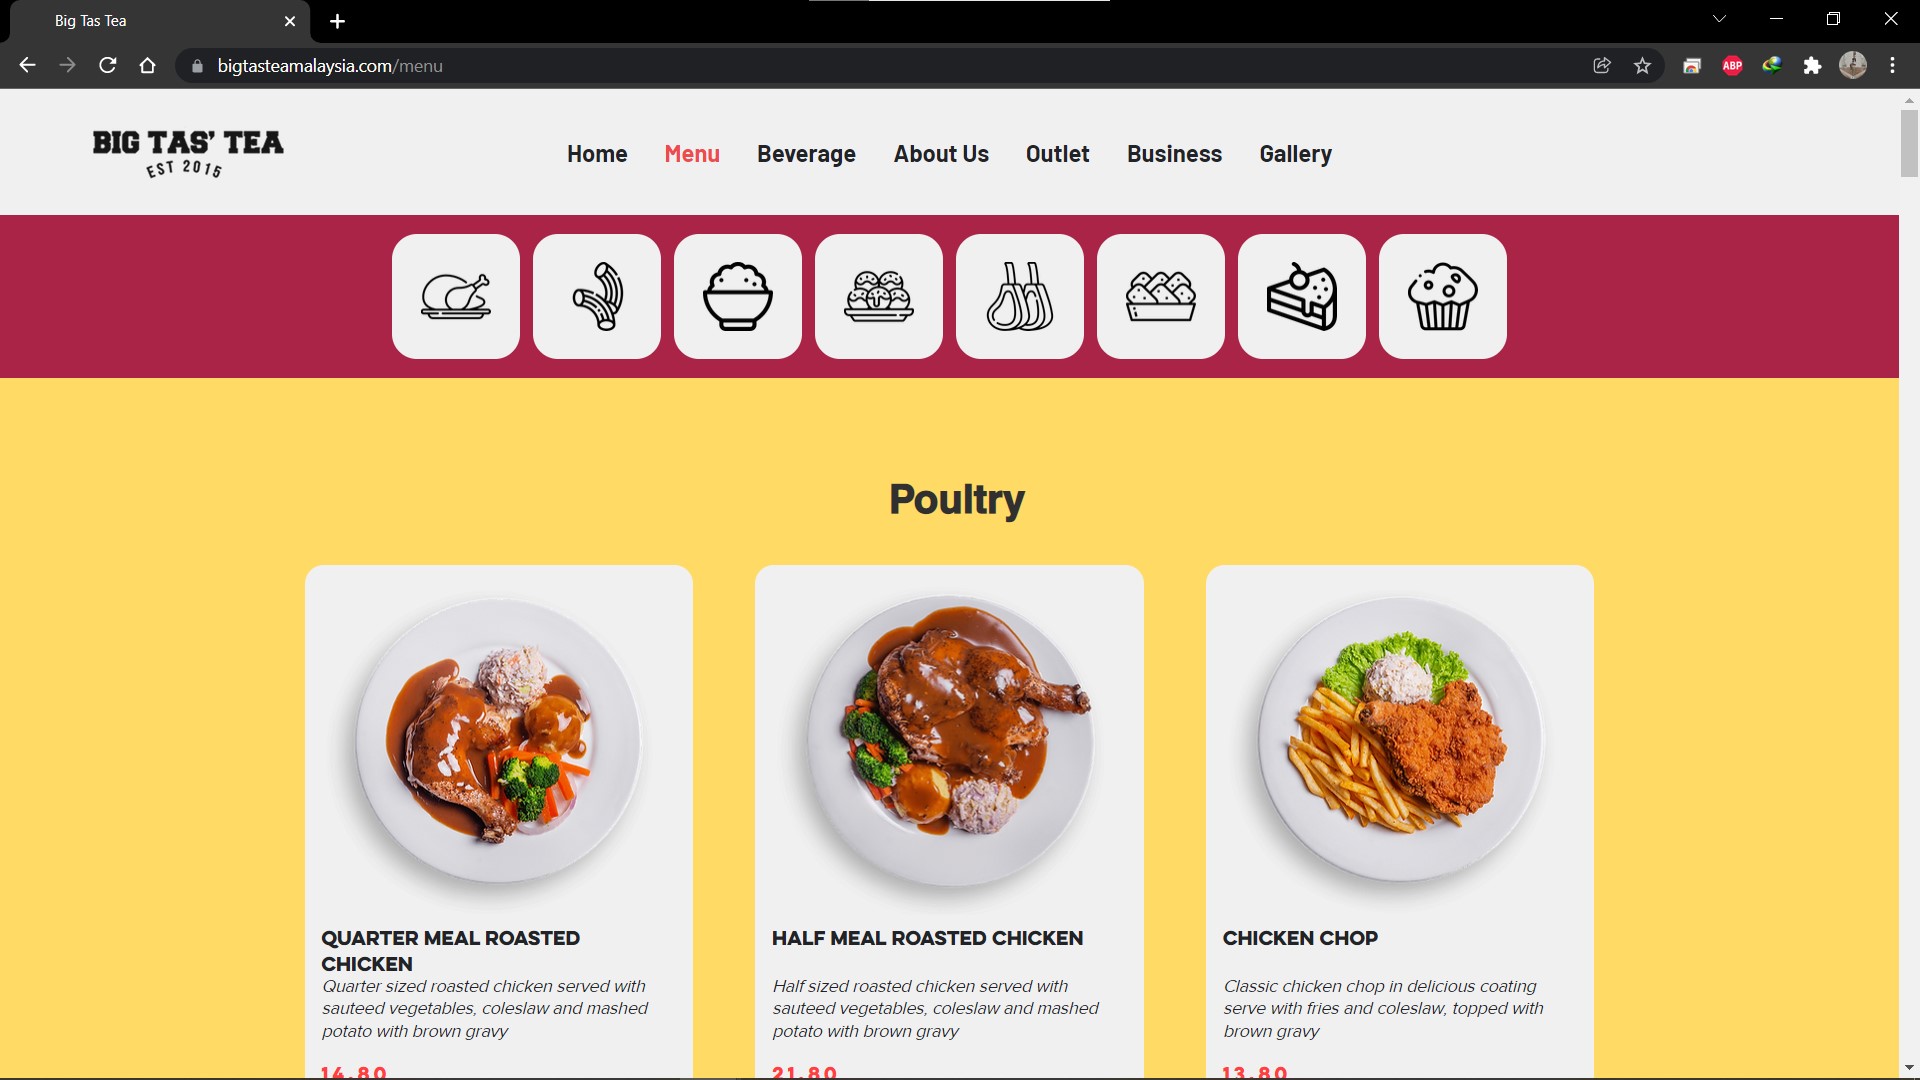 Big Tas Tea
bigtasteamalaysia.com/menu
ABP
BIG TAS' TEA
EST 2015
Home Menu Beverage About Us Outlet Business Gallery
Poultry
QUARTER MEAL ROASTED
CHICKEN
Quarter sized roasted chicken served with
sauteed vegetables, coleslaw and mashed
potato with brown gravy
14.80
HALF MEAL ROASTED CHICKEN
Half sized roasted chicken served with
sauteed vegetables, coleslaw and mashed
potato with brown gravy
21.80
CHICKEN CHOP
Classic chicken chop in delicious coating
serve with fries and coleslaw, topped with
brown gravy
13.80